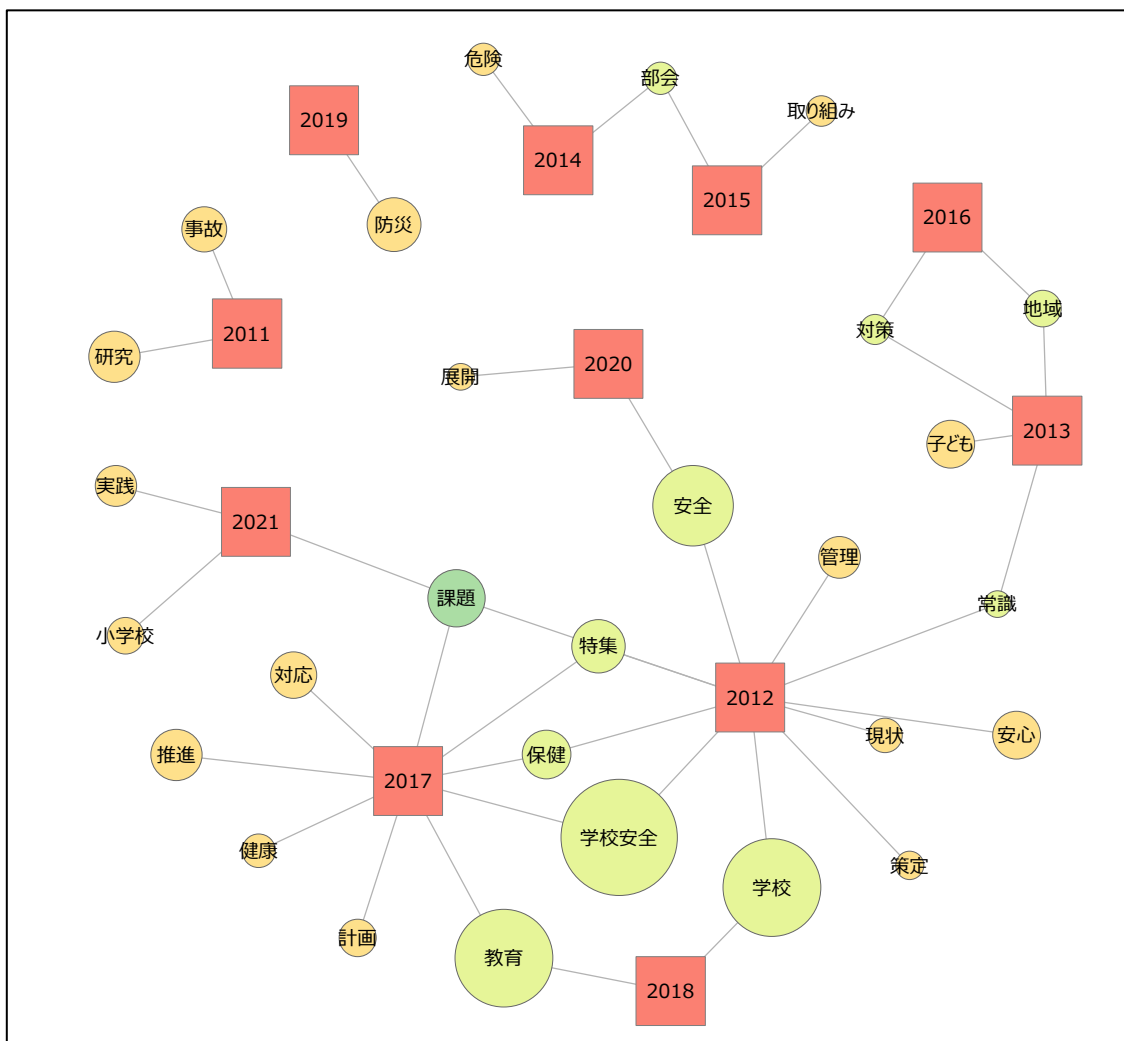 危険
部会
取り組み
2019
2014
2015
2016
事故
防災
地域
対策
2011
研究
2020
展開
2013
子ども
実践
安全
2021
管理
課題
常識
小学校
特集
対応
2012
保健
現状
安心
推進
2017
学校安全
健康
策定
学校
計画
教育
2018